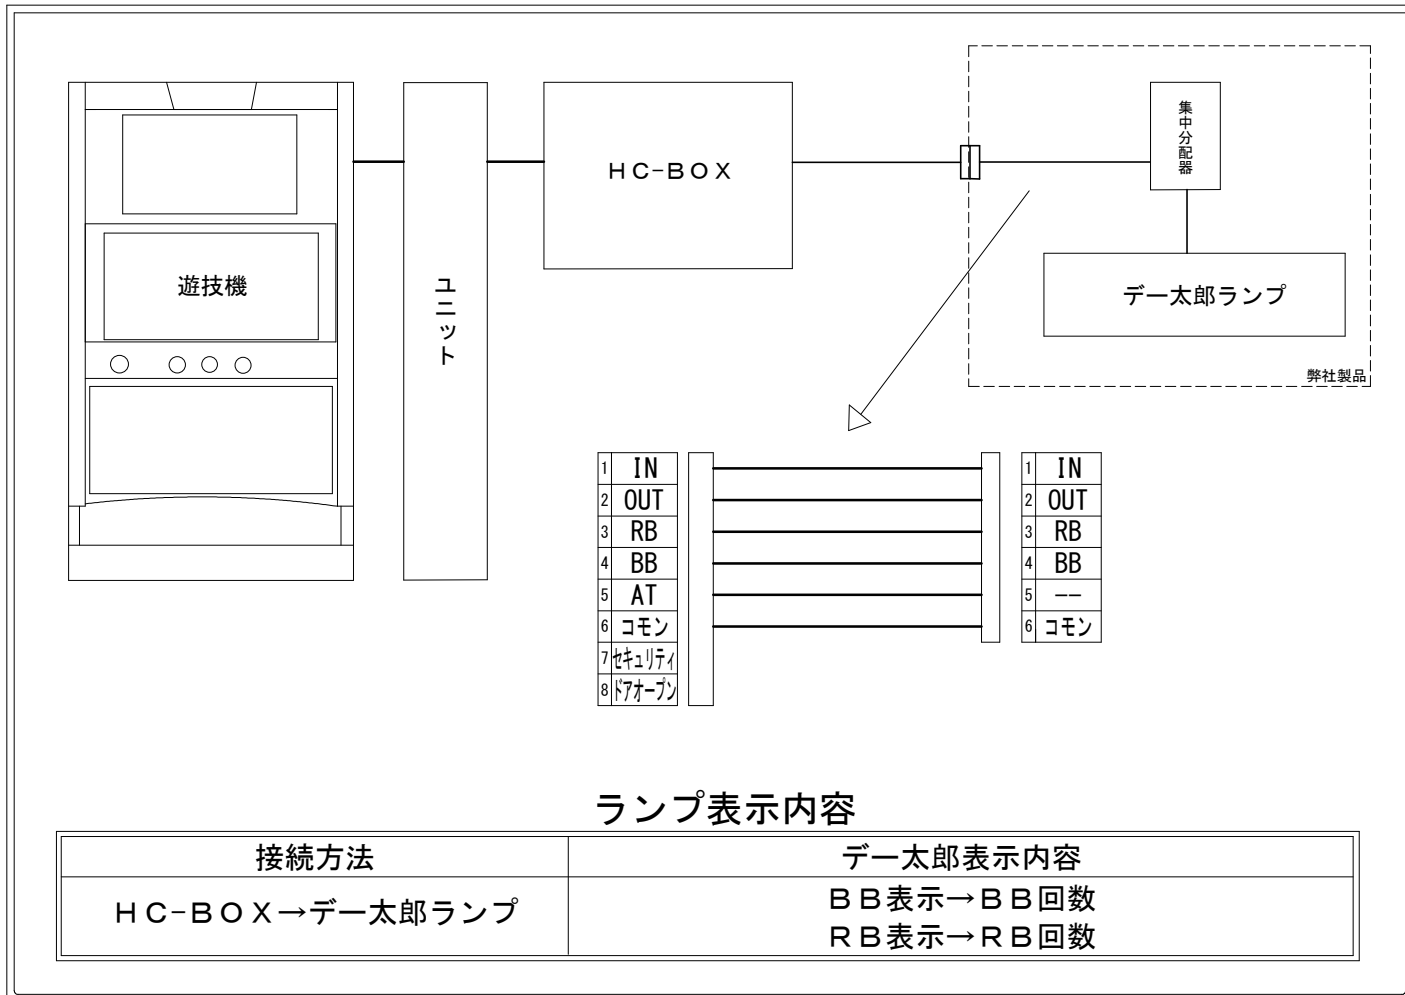 集中分配器
HC-BOX
遊技機
ユニット
デー太郎ランプ
弊社製品
1 IN
2 OUT
3 RB
4 BB
5 AT
6 コモン
7 セキュリティ
8 ドアオープン
1 IN
2 OUT
3 RB
4 BB
5 --
6 コモン
ランプ表示内容
接続方法 デー太郎表示内容
HC-BOX→デー太郎ランプ
BB表示→BB回数
RB表示→RB回数